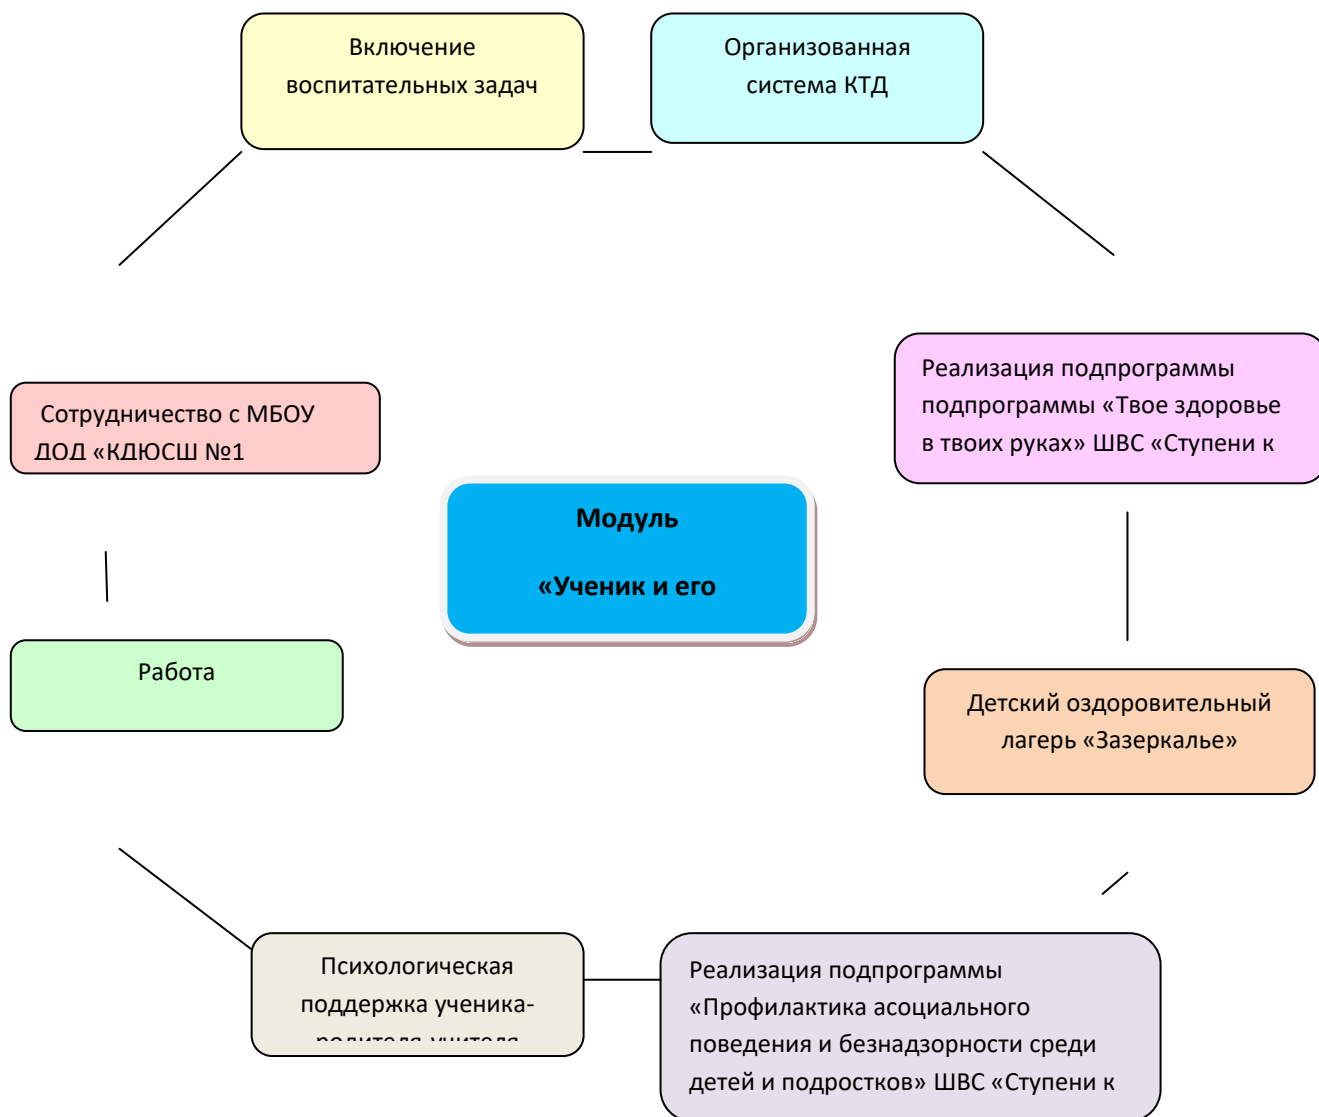 Включение
воспитательных задач
Организованная
система КТД
Сотрудничество с МБОУ
ДОД «КДЮСШ №1
Реализация подпрограммы
подпрограммы «Твое здоровье
в твоих руках» ШВС «Ступени к
Модуль
«Ученик и его
Работа
Детский оздоровительный
лагерь «Зазеркалье»
Психологическая
поддержка ученика-
родителя-учителя
Реализация подпрограммы
«Профилактика асоциального
поведения и безнадзорности среди
детей и подростков» ШВС «Ступени к